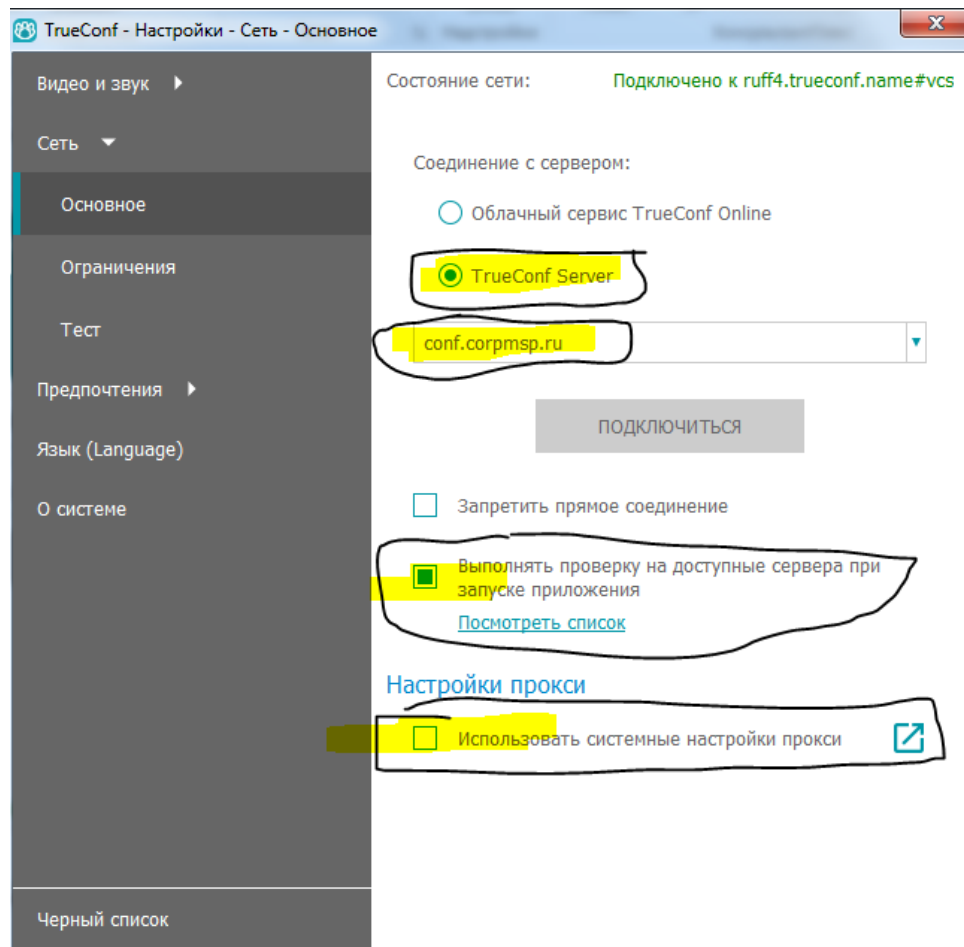 TrueConf - Настройки - Сеть - Основное
Видео и звук
Сеть
Основное
Ограничения
Тест
Предпочтения
Язык (Language)
О системе
Черный список
Состояние сети: Подключено к ruff4.trueconf.name#vcs
Соединение с сервером:
Облачный сервис TrueConf Online
TrueConf Server
conf.corpmsp.ru
ПОДКЛЮЧИТЬСЯ
Запретить прямое соединение
Выполнять проверку на доступные сервера при
запуске приложения
Посмотреть список
Настройки прокси
Использовать системные настройки прокси